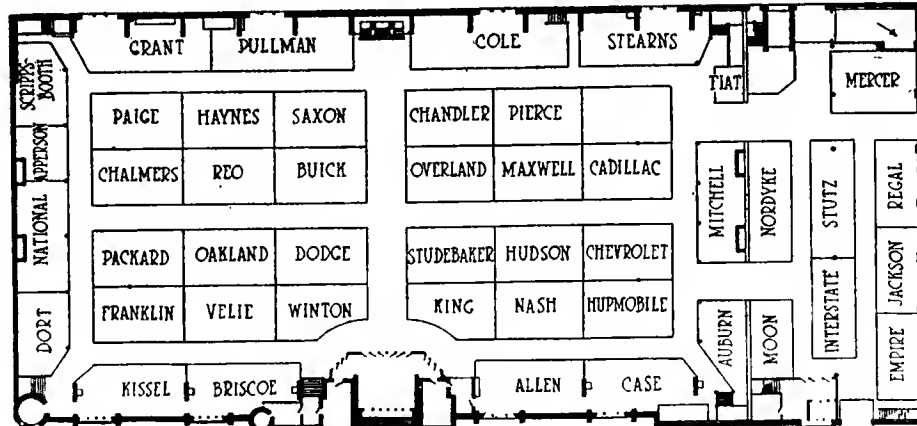 GRANT
PULLMAN
COLE
STEARNS
SCRIPPS-
BOOTH
FIAT
MERCER
PAIGE
HAYNES
SAXON
CHANDLER
PIERCE
APPERSON
CHALMERS
REO
BUICK
OVERLAND
MAXWELL
CADILLAC
MITCHELL
NORDYKE
STUTZ
REGAL
NATIONAL
PACKARD
OAKLAND
DODGE
STUDEBAKER
HUDSON
CHEVROLET
JACKSON
DORT
FRANKLIN
VELIE
WINTON
KING
NASH
HUPMOBILE
AUBURN
MOON
INTERSTATE
EMPIRE
KISSEL
BRISCOE
ALLEN
CASE